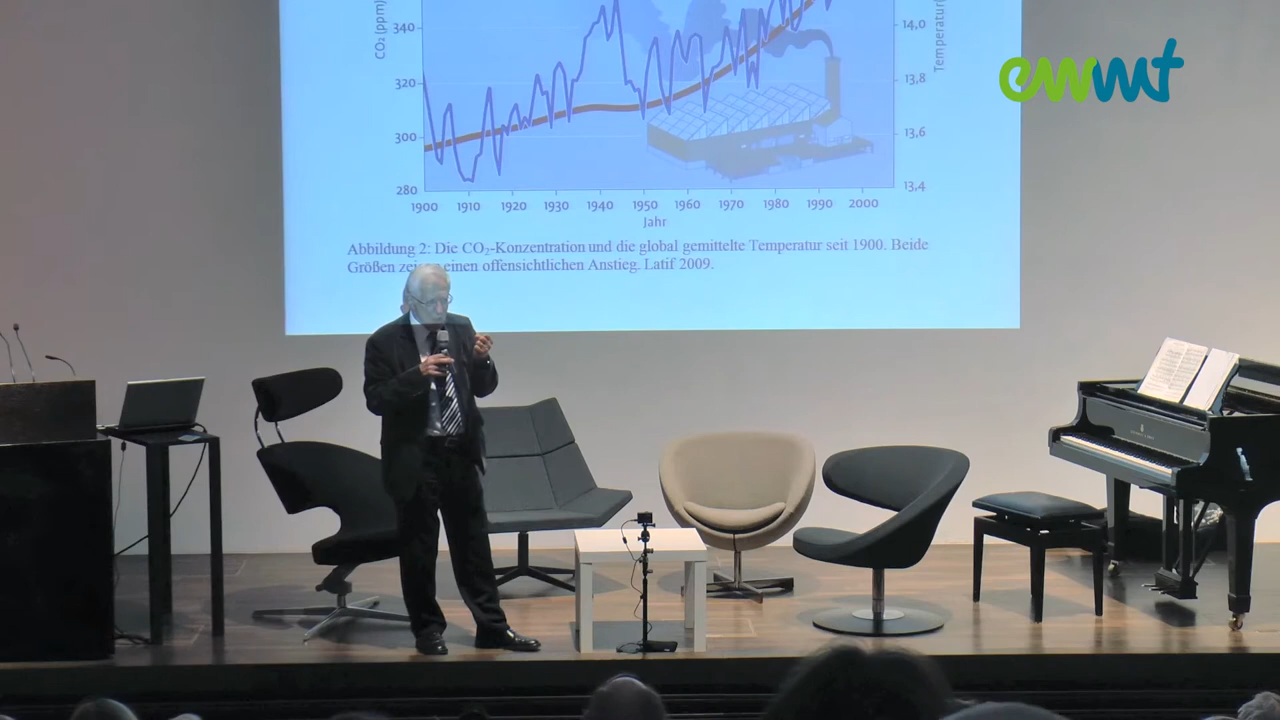 340
CO₂ (ppm)
320
300
280
14,0
Temperatur
13,8
13,6
13,4
1900 1910 1920 1930 1940 1950 1960 1970 1980 1990 2000
Jahr
Abbildung 2: Die CO₂-Konzentration und die global gemittelte Temperatur seit 1900. Beide
Größen einen offensichtlichen Anstieg. Latif 2009.
ewmt